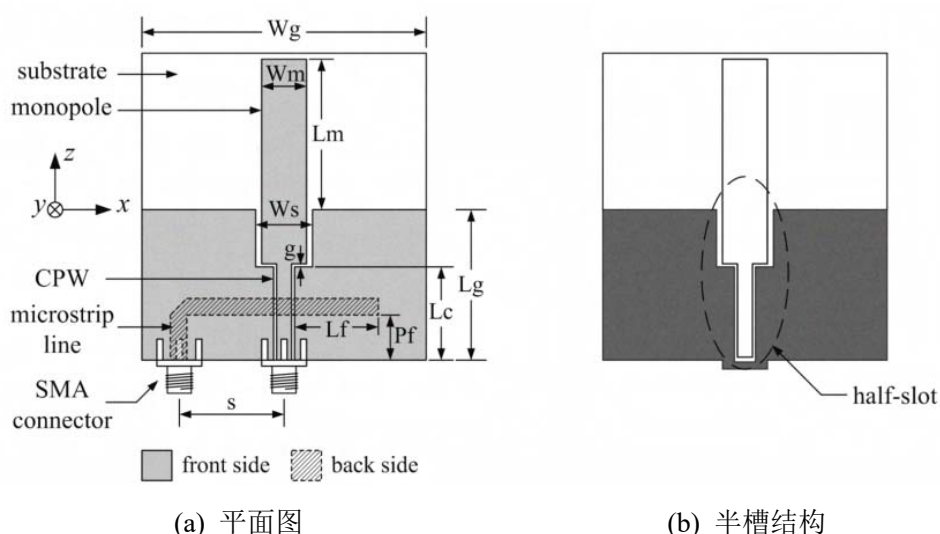 Wg
substrate
Wm
monopole
Lm
z
y
x
Ws
g
CPW
Lg
Lc
microstrip
line
Lf
Pf
SMA
connector
s
half-slot
front side
back side
(a) 平面图
(b) 半槽结构